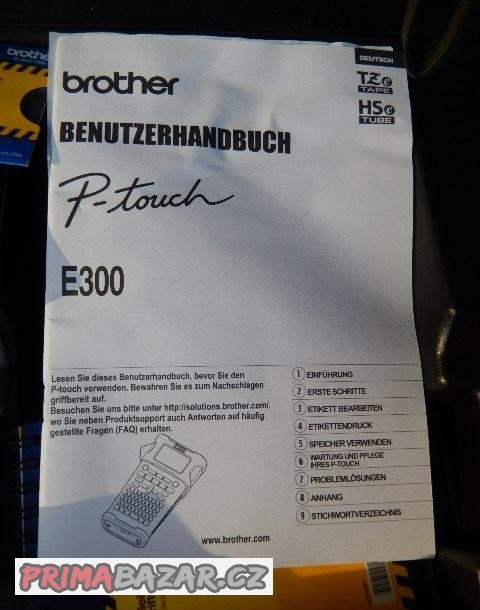 brother
DEUTSCH
brother
TZe
TAPE
HSe
TUBE
BENUTZERHANDBUCH
P-touch
E300
Lesen Sie dieses Benutzerhandbuch, bevor Sie den
P-touch verwenden. Bewahren Sie es zum Nachschlagen
griffbereit auf.
Besuchen Sie uns bitte unter http://solutions.brother.com/,
wo Sie neben Produktsupport auch Antworten auf häufig
gestellte Fragen (FAQ) erhalten.
1 EINFÜHRUNG
2 ERSTE SCHRITTE
3 ETIKETT BEARBEITEN
4 ETIKETTENDRUCK
5 SPEICHER VERWENDEN
6 WARTUNG UND PFLEGE
IHRES P-TOUCH
7 PROBLEMLÖSUNGEN
8 ANHANG
9 STICHWORTVERZEICHNIS
www.brother.com
PRIMABAZAR.CZ